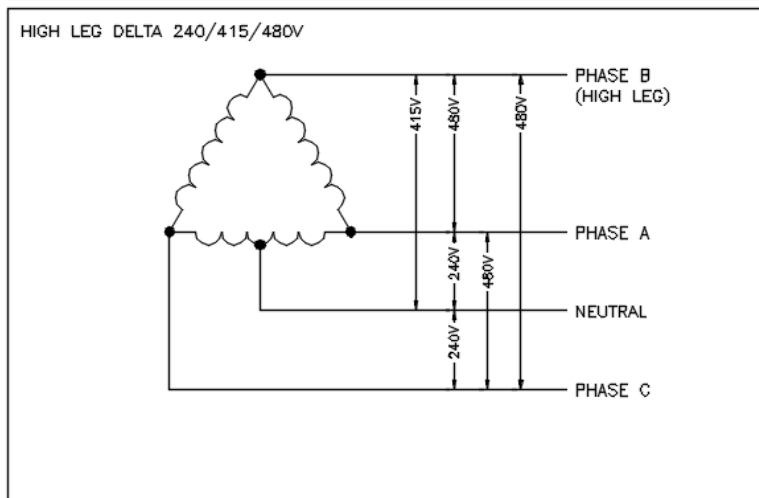 HIGH LEG DELTA 240/415/480V
PHASE B
(HIGH LEG)
415V
480V
480V
PHASE A
240V
480V
NEUTRAL
240V
PHASE C